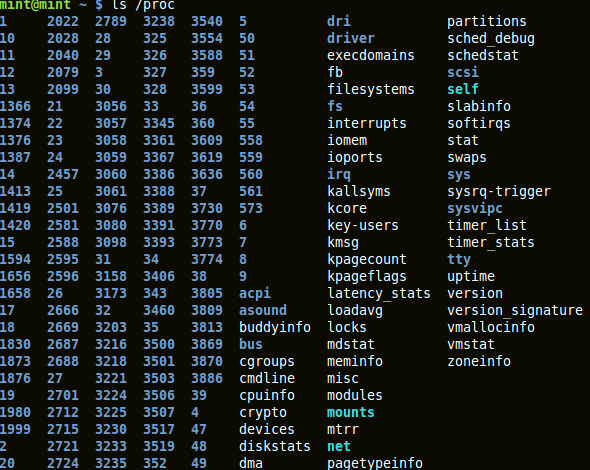 mint@mint ~ $ ls /proc
1 2022 2789 3238 3540 5 dri partitions
10 2028 28 325 3554 50 driver sched_debug
11 2040 29 326 3588 51 execdomains schedstat
12 2079 3 327 359 52 fb scsi
13 2099 30 328 3599 53 filesystems self
1366 21 3056 33 36 54 fs slabinfo
1374 22 3057 3345 360 55 interrupts softirqs
1376 23 3058 3361 3609 558 iomem stat
1387 24 3059 3367 3619 559 ioports swaps
14 2457 3060 3386 3636 560 irq sys
1413 25 3061 3388 37 561 kallsyms sysrq-trigger
1419 2501 3076 3389 3730 573 kcore sysvipc
1420 2581 3080 3391 3770 6 key-users timer_list
15 2588 3098 3393 3773 7 kmsg timer_stats
1594 2595 31 34 3774 8 kpagecount tty
1656 2596 3158 3406 38 9 kpageflags uptime
1658 26 3173 343 3805 acpi latency_stats version
17 2666 32 3460 3809 asound loadavg version_signature
18 2669 3203 35 3813 buddyinfo locks vmallocinfo
1830 2687 3216 3500 3869 bus mdstat vmstat
1873 2688 3218 3501 3870 cgroups meminfo zoneinfo
1876 27 3221 3503 3886 cmdline misc
19 2701 3224 3506 39 cpuinfo modules
1980 2712 3225 3507 4 crypto mounts
1999 2715 3230 3517 47 devices mtrr
2 2721 3233 3519 48 diskstats net
20 2724 3235 352 49 dma pagetypeinfo